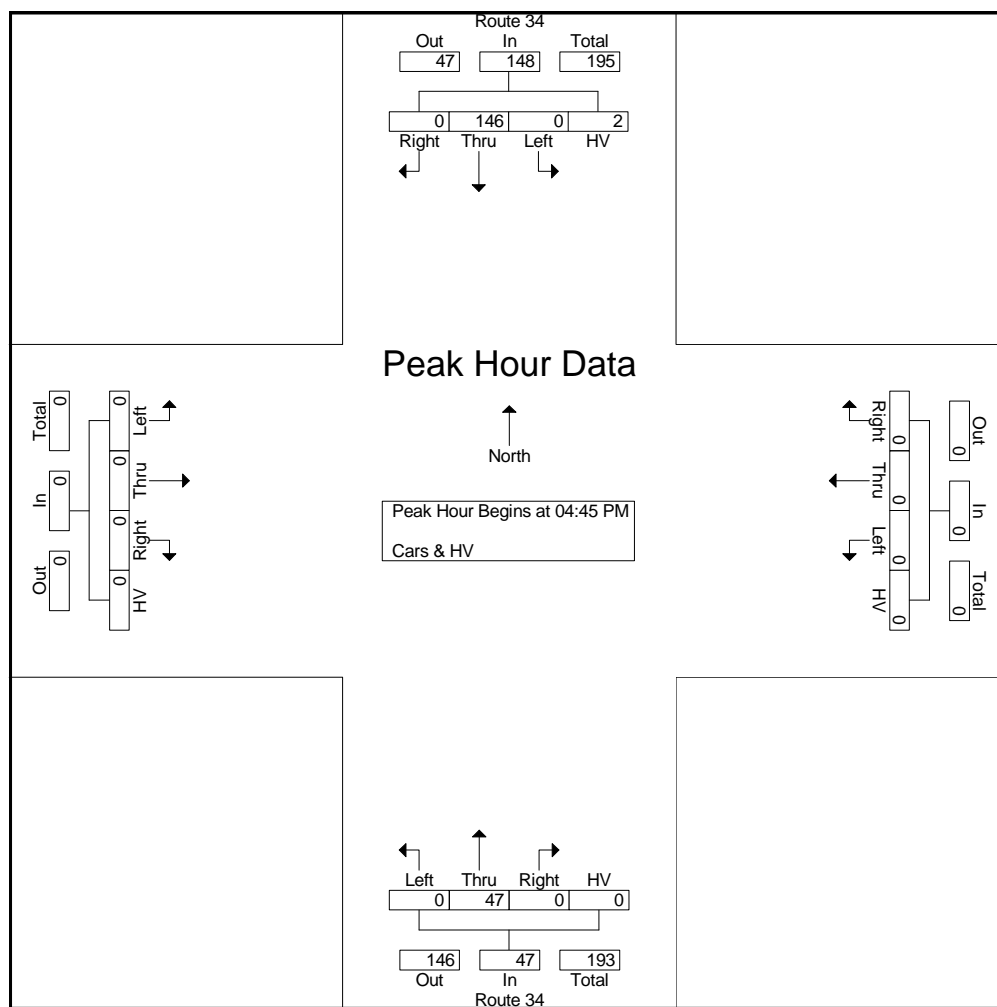 Route 34
Out In Total
47 148 195
0 146 0 2
Right Thru Left HV
Peak Hour Data
North
Peak Hour Begins at 04:45 PM
Cars & HV
Total In Out
0 0 0
0 0 0 0
Left Thru Right HV
Right Thru Left HV
0 0 0 0
Out In Total
0 0 0
Left Thru Right HV
0 47 0 0
146 47 193
Out In Total
Route 34